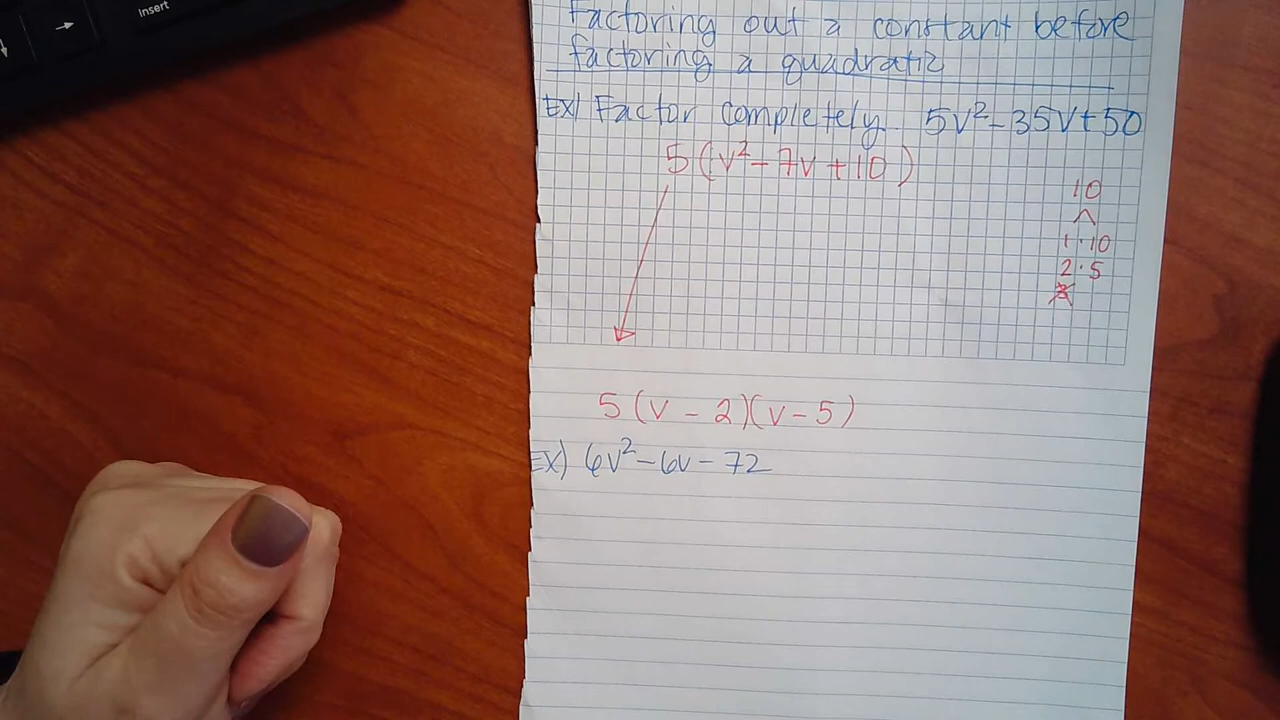 Insert
Factoring out a constant before
factoring a quadratic
Ex) Factor completely 5v²-35v+50
5(v²-7v+10)
10
1·10
2·5
3
5(v-2)(v-5)
Ex) 6v²-6v-72